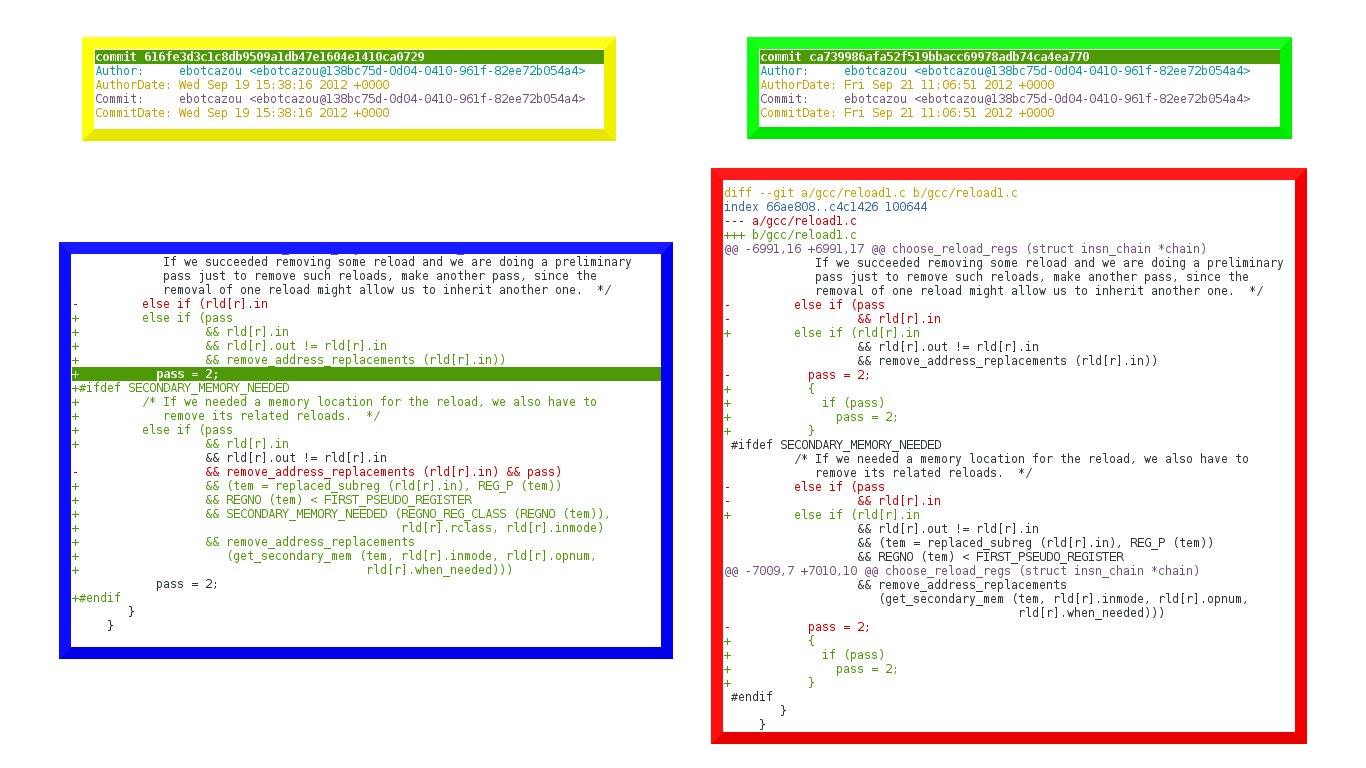 commit 616fe3d3c1c8db9509a1db47e1604e1410ca0729
Author:     ebotcazou <ebotcazou@138bc75d-0d04-0410-961f-82ee72b054a4>
AuthorDate: Wed Sep 19 15:38:16 2012 +0000
Commit:     ebotcazou <ebotcazou@138bc75d-0d04-0410-961f-82ee72b054a4>
CommitDate: Wed Sep 19 15:38:16 2012 +0000
commit ca739986afa52f519bbacc69978adb74ca4ea770
Author:     ebotcazou <ebotcazou@138bc75d-0d04-0410-961f-82ee72b054a4>
AuthorDate: Fri Sep 21 11:06:51 2012 +0000
Commit:     ebotcazou <ebotcazou@138bc75d-0d04-0410-961f-82ee72b054a4>
CommitDate: Fri Sep 21 11:06:51 2012 +0000
             If we succeeded removing some reload and we are doing a preliminary
             pass just to remove such reloads, make another pass, since the
             removal of one reload might allow us to inherit another one.  */
-         else if (rld[r].in
+         else if (pass
+                  && rld[r].in
+                  && rld[r].out != rld[r].in
+                  && remove_address_replacements (rld[r].in))
+           pass = 2;
+#ifdef SECONDARY_MEMORY_NEEDED
+         /* If we needed a memory location for the reload, we also have to
+            remove its related reloads.  */
+         else if (pass
+                  && rld[r].in
                   && rld[r].out != rld[r].in
-                  && remove_address_replacements (rld[r].in) && pass)
+                  && (tem = replaced_subreg (rld[r].in), REG_P (tem))
+                  && REGNO (tem) < FIRST_PSEUDO_REGISTER
+                  && SECONDARY_MEMORY_NEEDED (REGNO_REG_CLASS (REGNO (tem)),
+                                              rld[r].rclass, rld[r].inmode)
+                  && remove_address_replacements
+                     (get_secondary_mem (tem, rld[r].inmode, rld[r].opnum,
+                                         rld[r].when_needed)))
            pass = 2;
+#endif
        }
     }
diff --git a/gcc/reload1.c b/gcc/reload1.c
index 66ae808..c4c1426 100644
--- a/gcc/reload1.c
+++ b/gcc/reload1.c
@@ -6991,16 +6991,17 @@ choose_reload_regs (struct insn_chain *chain)
             If we succeeded removing some reload and we are doing a preliminary
             pass just to remove such reloads, make another pass, since the
             removal of one reload might allow us to inherit another one.  */
-         else if (pass
-                  && rld[r].in
+         else if (rld[r].in
                   && rld[r].out != rld[r].in
                   && remove_address_replacements (rld[r].in))
-           pass = 2;
+           {
+             if (pass)
+               pass = 2;
+           }
 #ifdef SECONDARY_MEMORY_NEEDED
          /* If we needed a memory location for the reload, we also have to
             remove its related reloads.  */
-         else if (pass
-                  && rld[r].in
+         else if (rld[r].in
                   && rld[r].out != rld[r].in
                   && (tem = replaced_subreg (rld[r].in), REG_P (tem))
                   && REGNO (tem) < FIRST_PSEUDO_REGISTER
@@ -7009,7 +7010,10 @@ choose_reload_regs (struct insn_chain *chain)
                   && remove_address_replacements
                      (get_secondary_mem (tem, rld[r].inmode, rld[r].opnum,
                                          rld[r].when_needed)))
-           pass = 2;
+           {
+             if (pass)
+               pass = 2;
+           }
 #endif
        }
     }